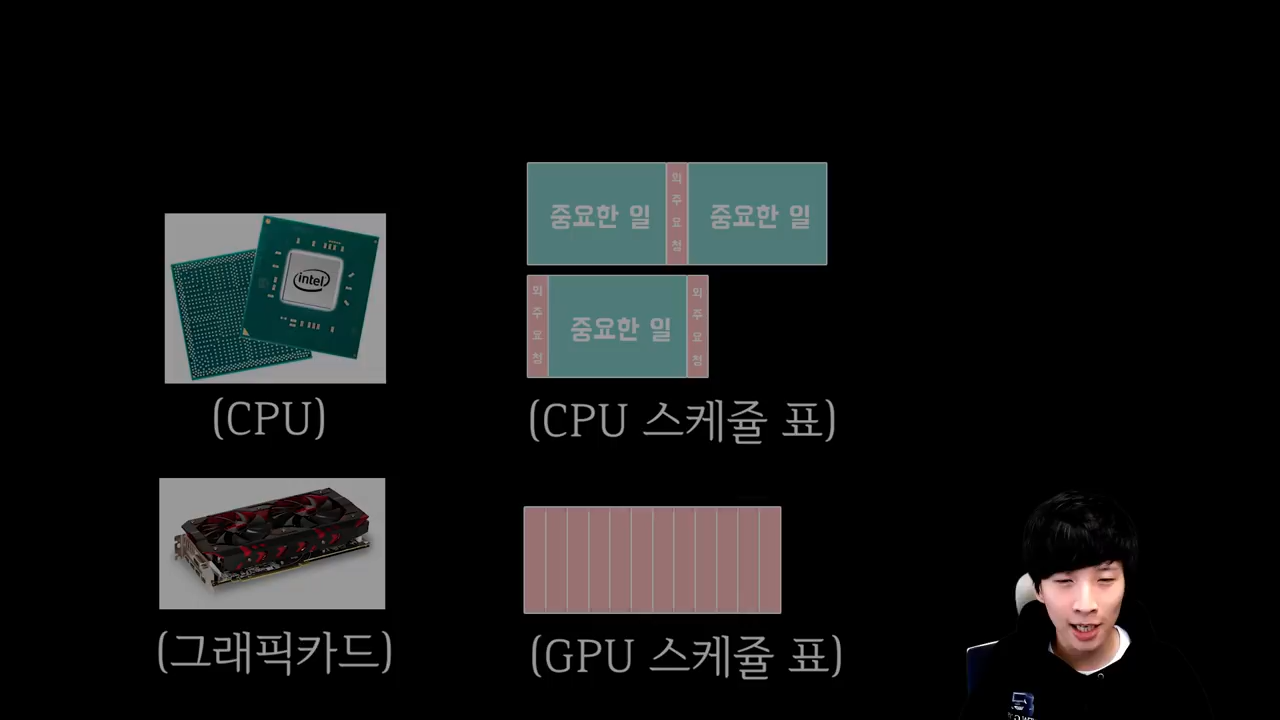 중요한 일
외주요청
중요한 일
외주요청
중요한 일
외주요청
intel
(CPU)
(CPU 스케쥴 표)
(그래픽카드)
(GPU 스케쥴 표)